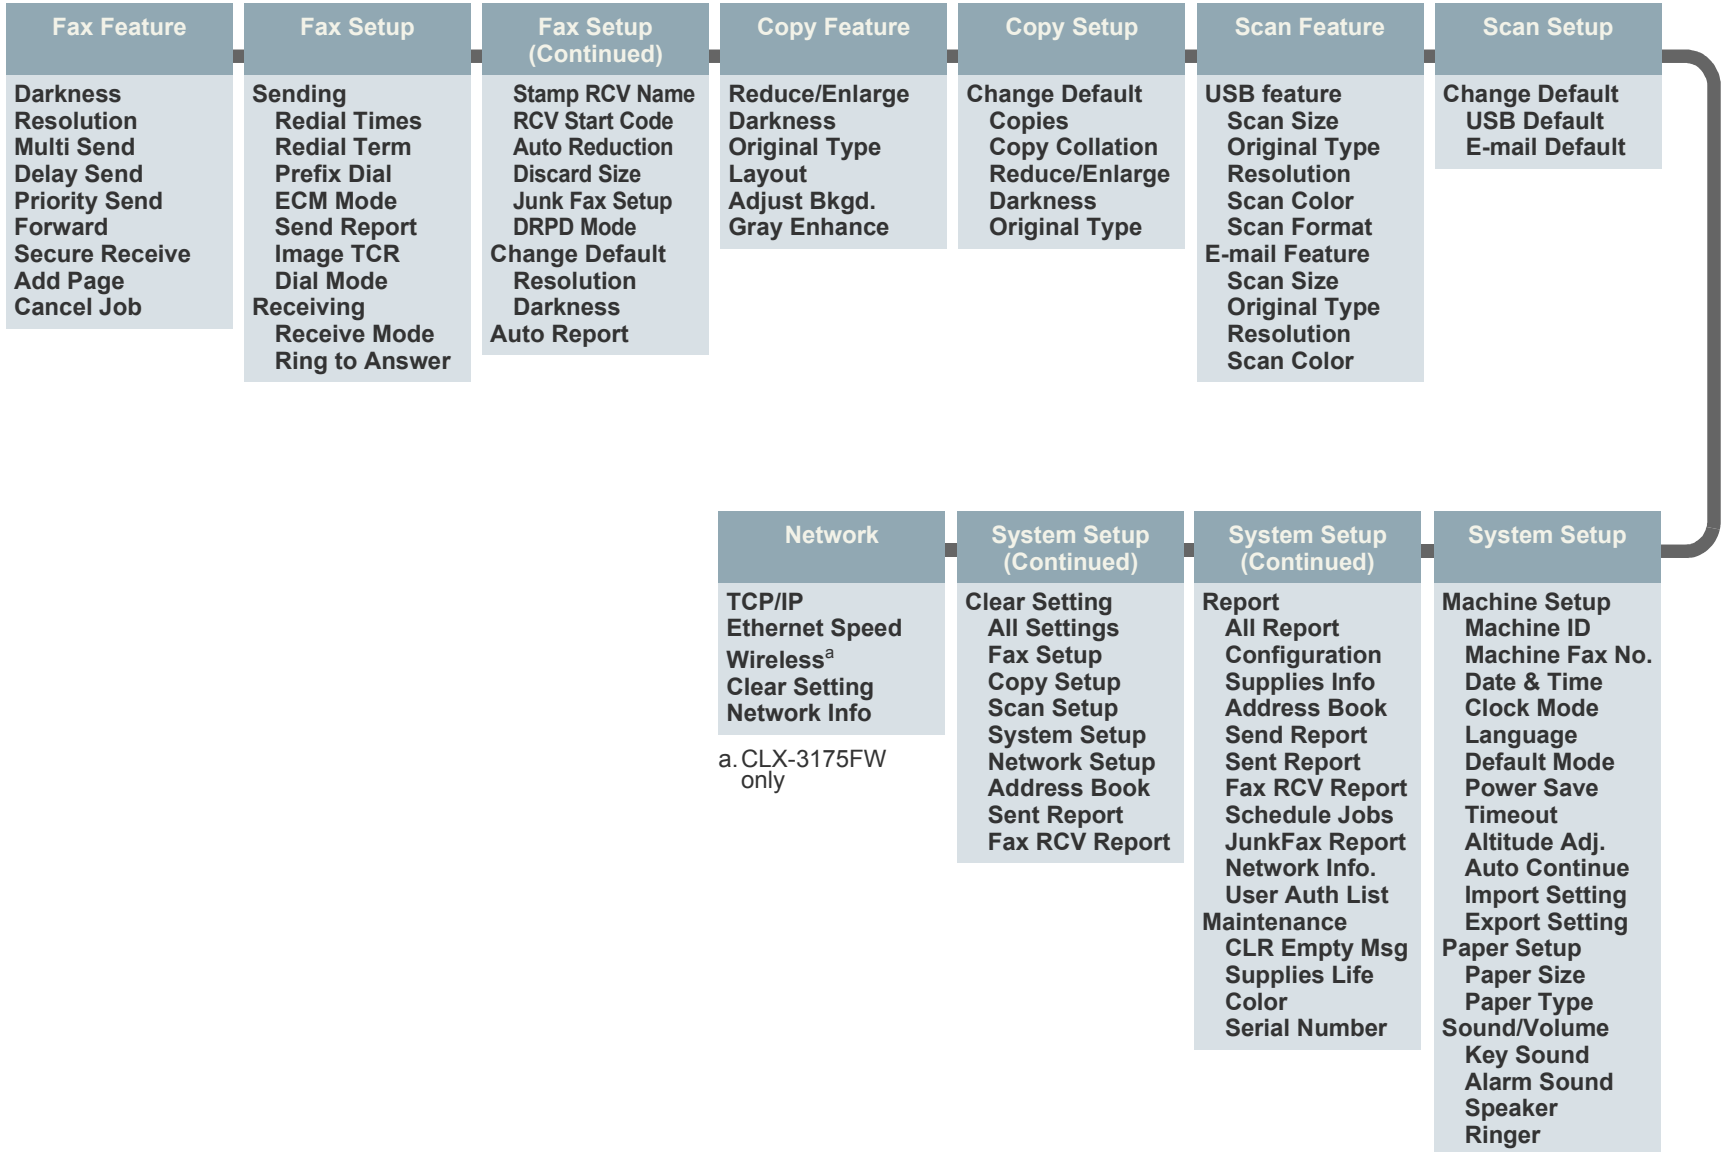 Fax Feature
Darkness
Resolution
Multi Send
Delay Send
Priority Send
Forward
Secure Receive
Add Page
Cancel Job
Fax Setup
Sending
Redial Times
Redial Term
Prefix Dial
ECM Mode
Send Report
Image TCR
Dial Mode
Receiving
Receive Mode
Ring to Answer
Fax Setup
(Continued)
Stamp RCV Name
RCV Start Code
Auto Reduction
Discard Size
Junk Fax Setup
DRPD Mode
Change Default
Resolution
Darkness
Auto Report
Copy Feature
Reduce/Enlarge
Darkness
Original Type
Layout
Adjust Bkgd.
Gray Enhance
Copy Setup
Change Default
Copies
Copy Collation
Reduce/Enlarge
Darkness
Original Type
Scan Feature
USB feature
Scan Size
Original Type
Resolution
Scan Color
Scan Format
E-mail Feature
Scan Size
Original Type
Resolution
Scan Color
Scan Setup
Change Default
USB Default
E-mail Default
Network
TCP/IP
Ethernet Speed
Wirelessa
Clear Setting
Network Info
a. CLX-3175FW
only
System Setup
(Continued)
Clear Setting
All Settings
Fax Setup
Copy Setup
Scan Setup
System Setup
Network Setup
Address Book
Sent Report
Fax RCV Report
System Setup
(Continued)
Report
All Report
Configuration
Supplies Info
Address Book
Send Report
Sent Report
Fax RCV Report
Schedule Jobs
JunkFax Report
Network Info.
User Auth List
Maintenance
CLR Empty Msg
Supplies Life
Color
Serial Number
System Setup
Machine Setup
Machine ID
Machine Fax No.
Date & Time
Clock Mode
Language
Default Mode
Power Save
Timeout
Altitude Adj.
Auto Continue
Import Setting
Export Setting
Paper Setup
Paper Size
Paper Type
Sound/Volume
Key Sound
Alarm Sound
Speaker
Ringer